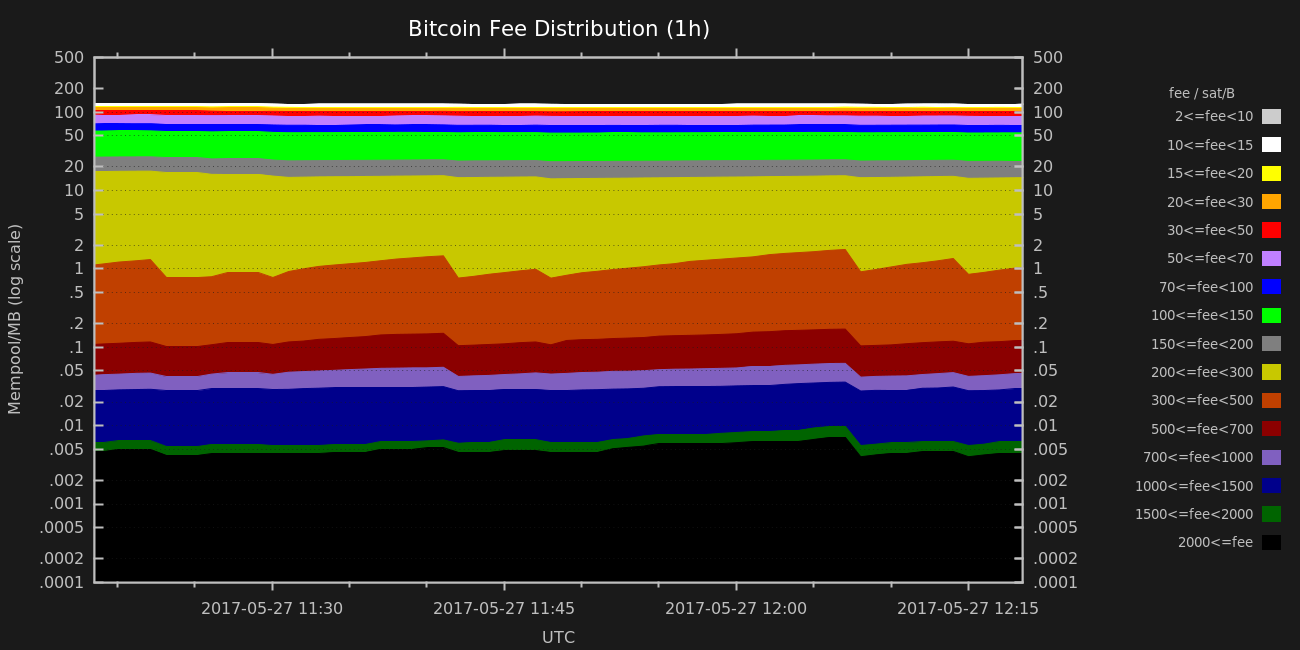 Bitcoin Fee Distribution (1h)
500
200
100
50
20
10
5
2
1
.5
.2
.1
.05
.02
.01
.005
.002
.001
.0005
.0002
.0001
Mempool/MB (log scale)
500
200
100
50
20
10
5
2
1
.5
.2
.1
.05
.02
.01
.005
.002
.001
.0005
.0002
.0001
2017-05-27 11:30
2017-05-27 11:45
2017-05-27 12:00
2017-05-27 12:15
UTC
fee / sat/B
2<=fee<10
10<=fee<15
15<=fee<20
20<=fee<30
30<=fee<50
50<=fee<70
70<=fee<100
100<=fee<150
150<=fee<200
200<=fee<300
300<=fee<500
500<=fee<700
700<=fee<1000
1000<=fee<1500
1500<=fee<2000
2000<=fee